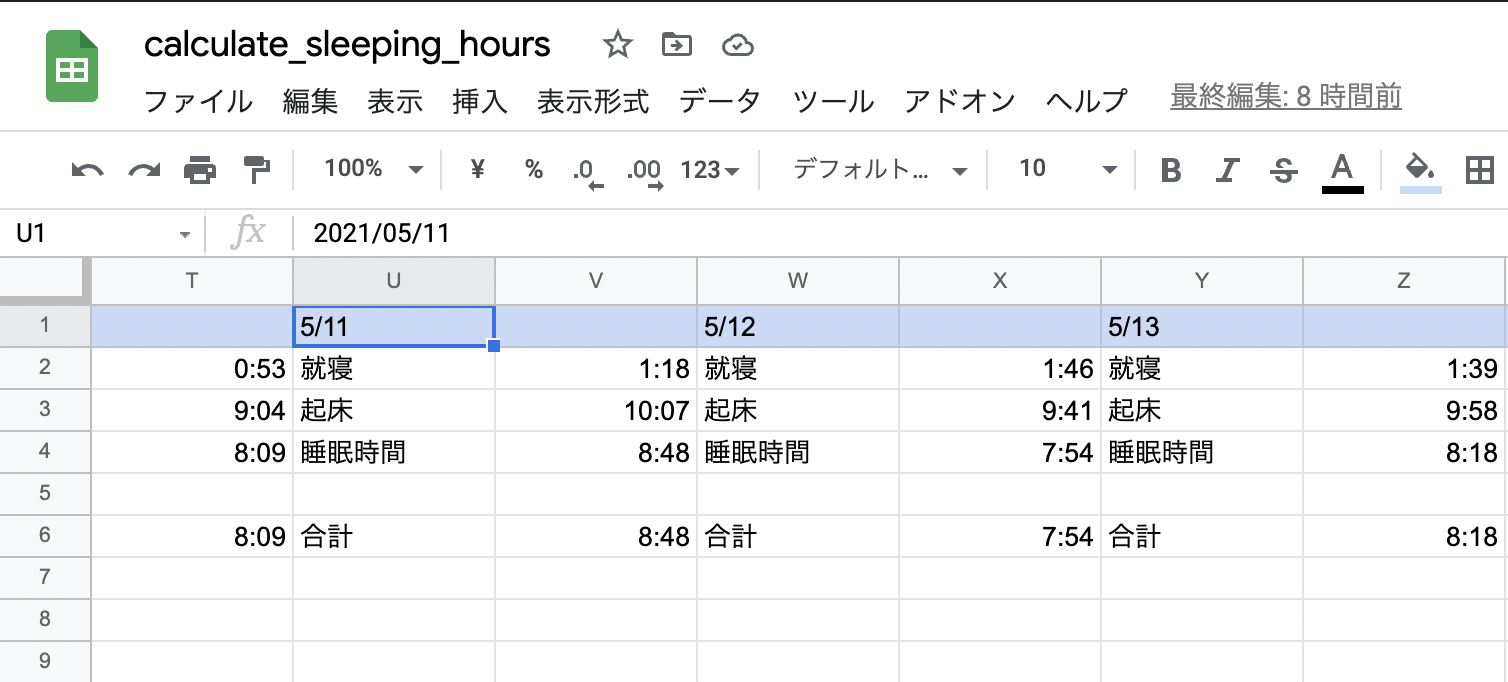 calculate_sleeping_hours
ファイル 編集 表示 挿入 表示形式 データ ツール アドオン ヘルプ 最終編集: 8 時間前
100% ¥ % .0 .00 123 デフォルト... 10 B I S A
U1 fx 2021/05/11
T U V W X Y Z
1 5/11 5/12 5/13
2 0:53 就寝 1:18 就寝 1:46 就寝 1:39
3 9:04 起床 10:07 起床 9:41 起床 9:58
4 8:09 睡眠時間 8:48 睡眠時間 7:54 睡眠時間 8:18
5
6 8:09 合計 8:48 合計 7:54 合計 8:18
7
8
9